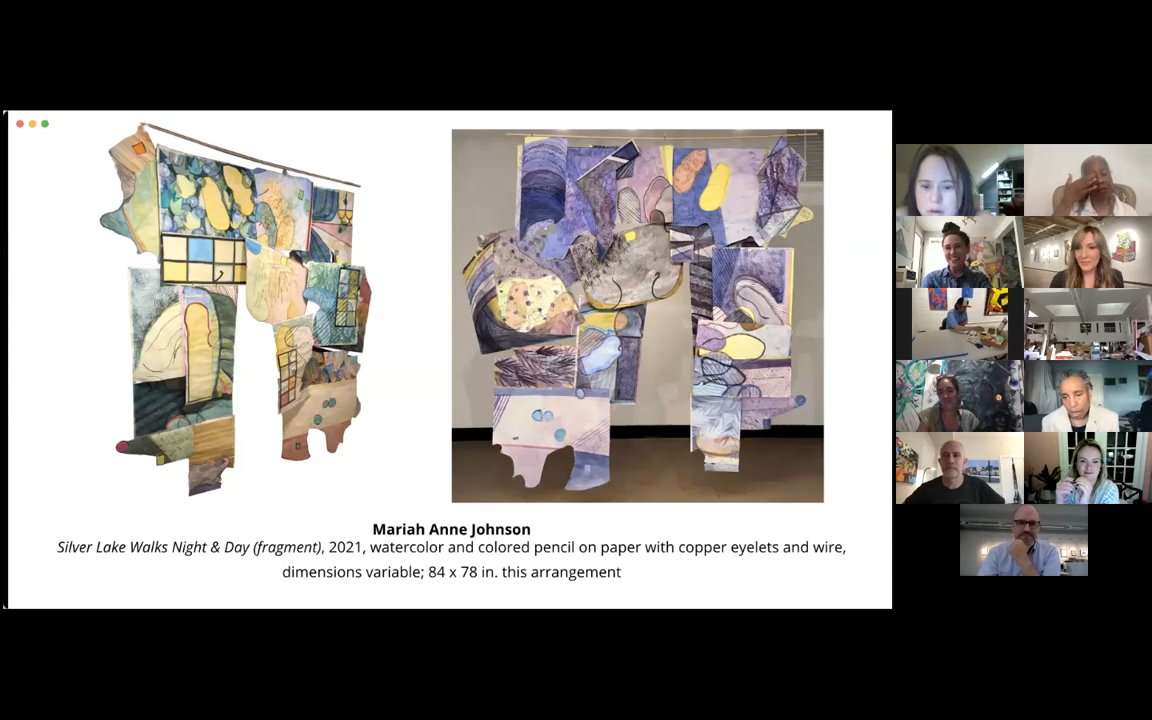 Mariah Anne Johnson
Silver Lake Walks Night & Day (fragment), 2021, watercolor and colored pencil on paper with copper eyelets and wire,
dimensions variable; 84 x 78 in. this arrangement